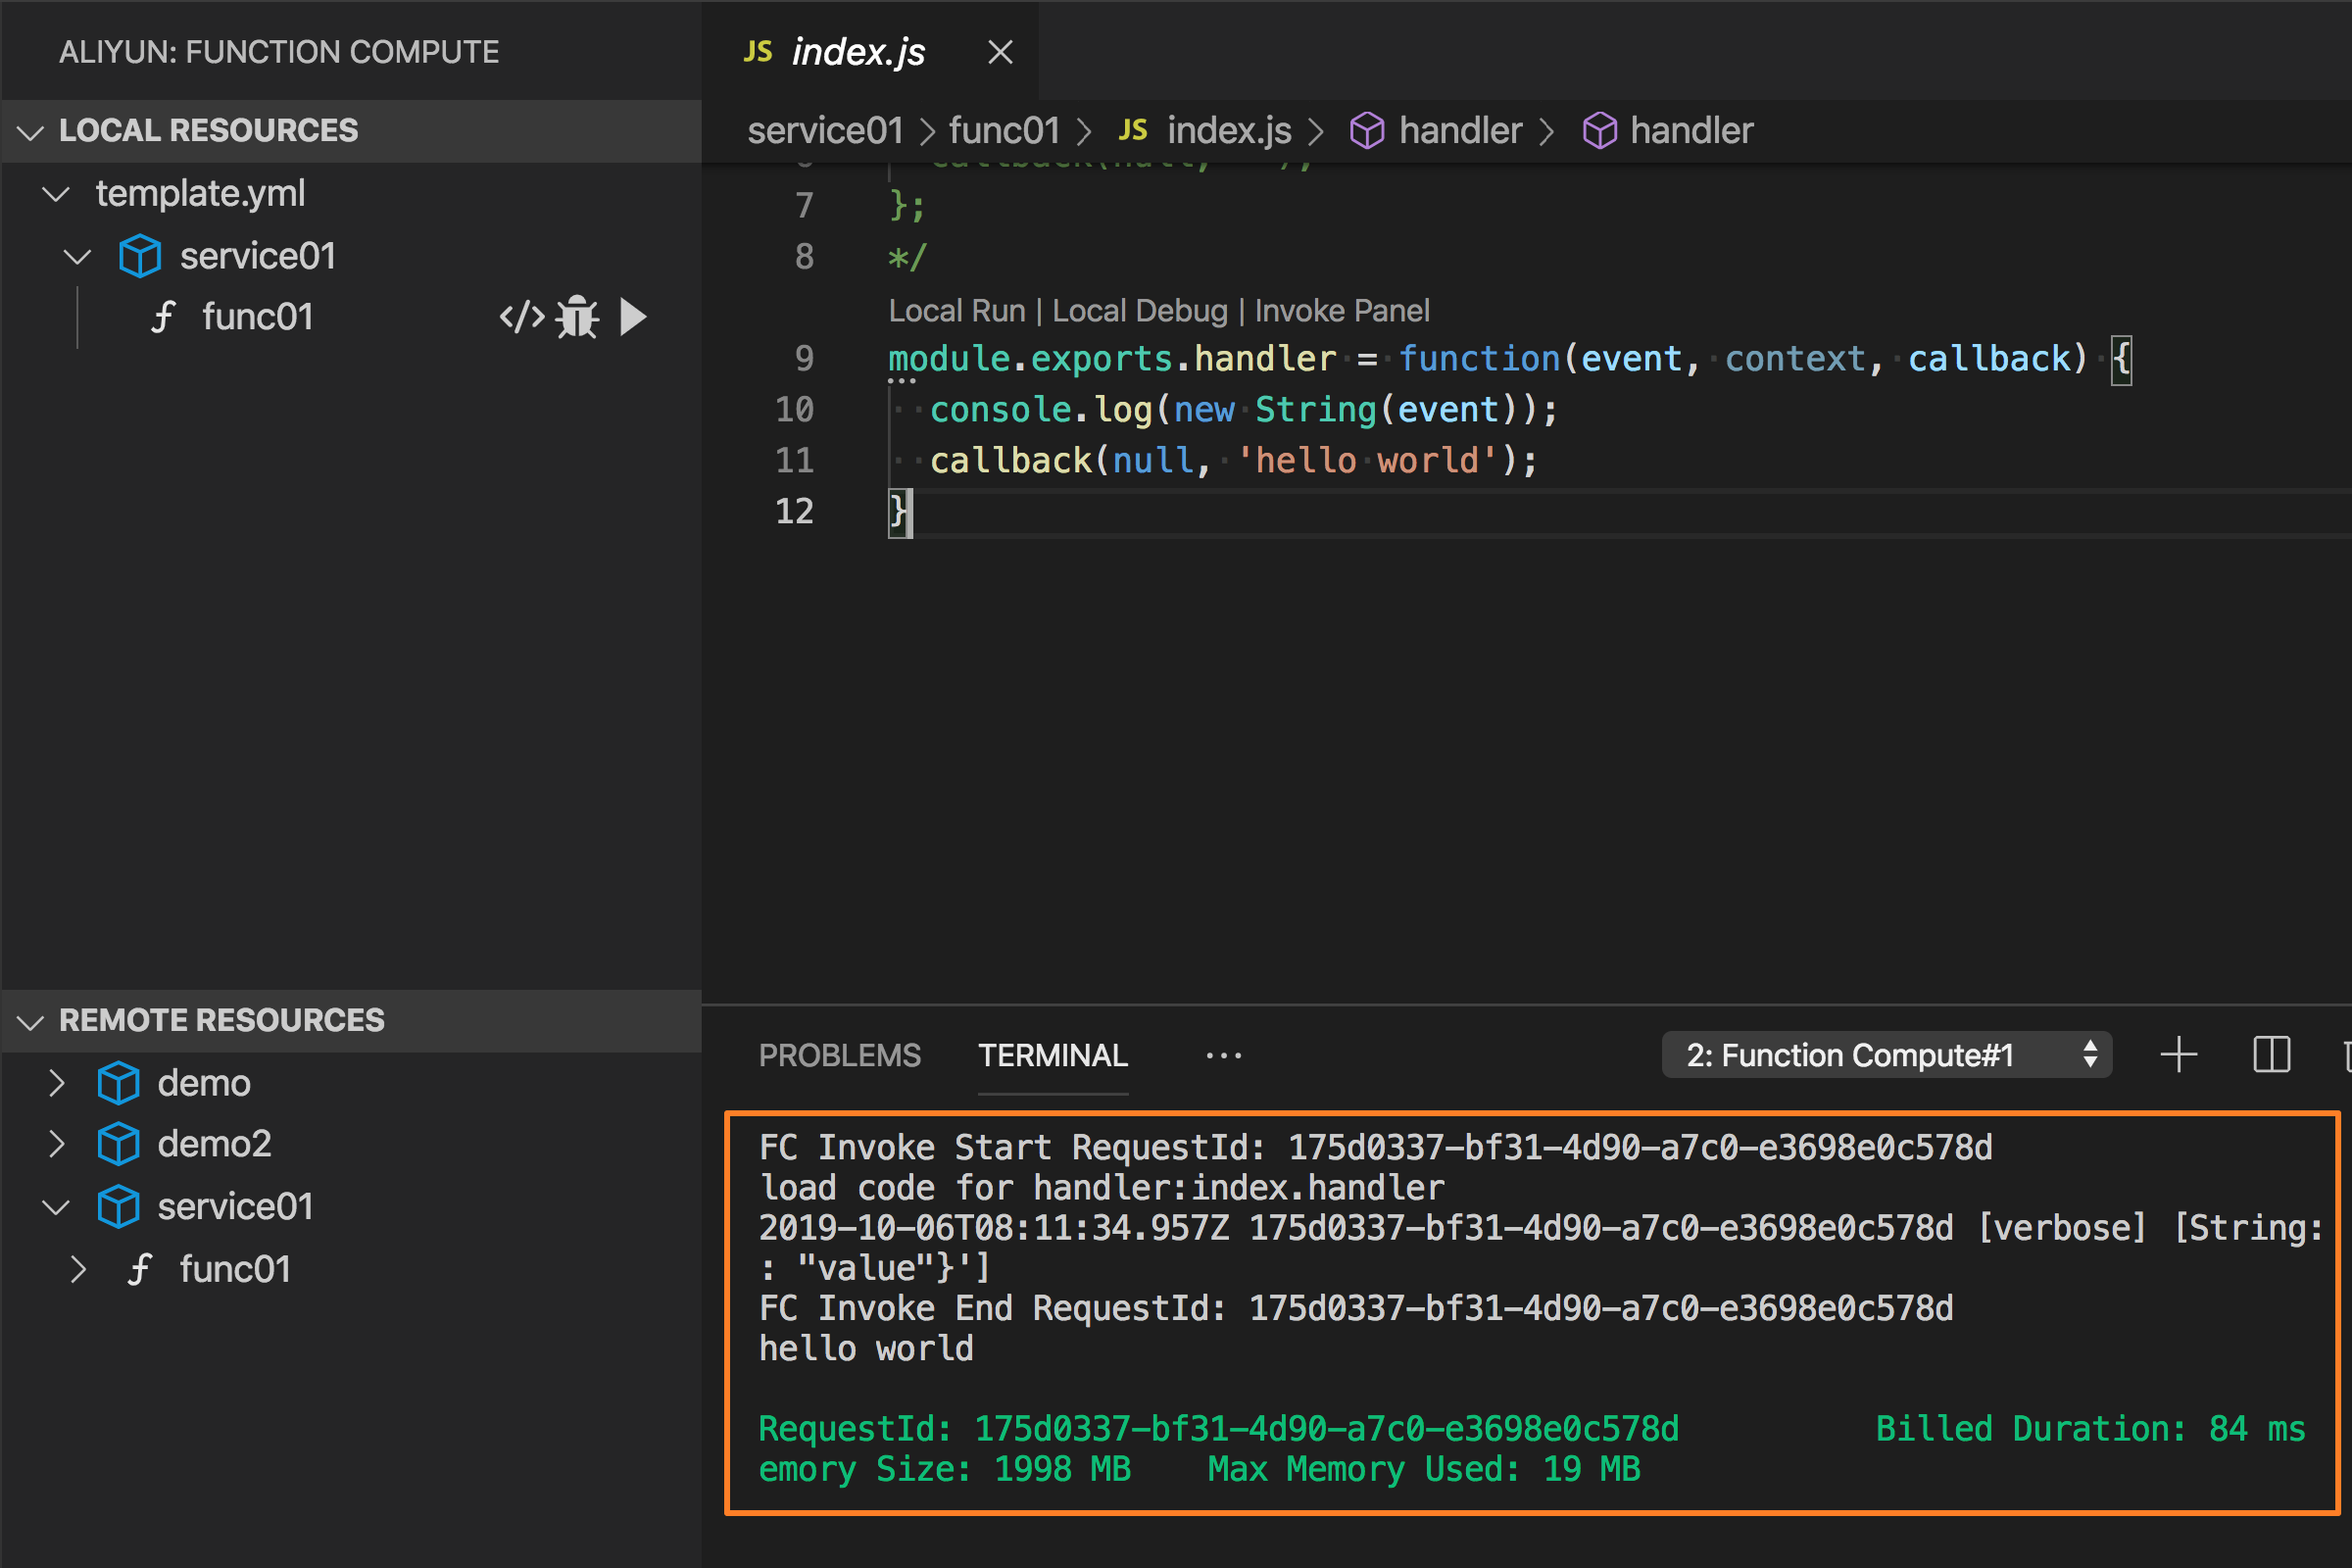 ALIYUN: FUNCTION COMPUTE
LOCAL RESOURCES
template.yml
service01
func01
REMOTE RESOURCES
demo
demo2
service01
func01
JS index.js
service01 > func01 > JS index.js > handler > handler
7 };
8 */
Local Run | Local Debug | Invoke Panel
9 module.exports.handler = function(event, context, callback) {
10 console.log(new String(event));
11 callback(null, 'hello world');
12 }
PROBLEMS TERMINAL ... 2: Function Compute#1
FC Invoke Start RequestId: 175d0337-bf31-4d90-a7c0-e3698e0c578d
load code for handler:index.handler
2019-10-06T08:11:34.957Z 175d0337-bf31-4d90-a7c0-e3698e0c578d [verbose] [String:
: "value"}']
FC Invoke End RequestId: 175d0337-bf31-4d90-a7c0-e3698e0c578d
hello world
RequestId: 175d0337-bf31-4d90-a7c0-e3698e0c578d Billed Duration: 84 ms
emory Size: 1998 MB Max Memory Used: 19 MB